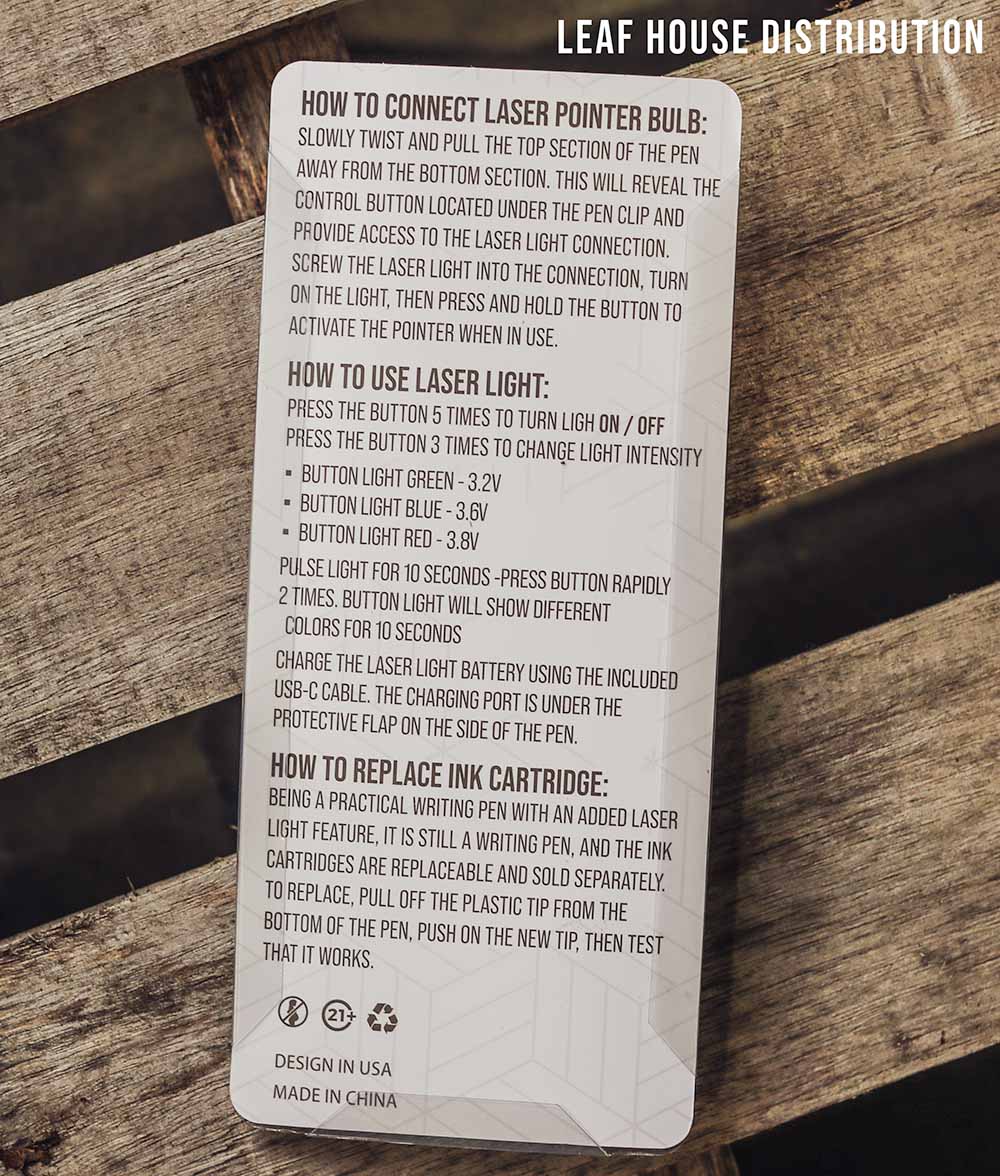 LEAF HOUSE DISTRIBUTION
HOW TO CONNECT LASER POINTER BULB:
SLOWLY TWIST AND PULL THE TOP SECTION OF THE PEN
AWAY FROM THE BOTTOM SECTION. THIS WILL REVEAL THE
CONTROL BUTTON LOCATED UNDER THE PEN CLIP AND
PROVIDE ACCESS TO THE LASER LIGHT CONNECTION.
SCREW THE LASER LIGHT INTO THE CONNECTION, TURN
ON THE LIGHT, THEN PRESS AND HOLD THE BUTTON TO
ACTIVATE THE POINTER WHEN IN USE.
HOW TO USE LASER LIGHT:
PRESS THE BUTTON 5 TIMES TO TURN LIGH ON / OFF
PRESS THE BUTTON 3 TIMES TO CHANGE LIGHT INTENSITY
▪ BUTTON LIGHT GREEN - 3.2V
▪ BUTTON LIGHT BLUE - 3.6V
▪ BUTTON LIGHT RED - 3.8V
PULSE LIGHT FOR 10 SECONDS -PRESS BUTTON RAPIDLY
2 TIMES. BUTTON LIGHT WILL SHOW DIFFERENT
COLORS FOR 10 SECONDS
CHARGE THE LASER LIGHT BATTERY USING THE INCLUDED
USB-C CABLE. THE CHARGING PORT IS UNDER THE
PROTECTIVE FLAP ON THE SIDE OF THE PEN.
HOW TO REPLACE INK CARTRIDGE:
BEING A PRACTICAL WRITING PEN WITH AN ADDED LASER
LIGHT FEATURE, IT IS STILL A WRITING PEN, AND THE INK
CARTRIDGES ARE REPLACEABLE AND SOLD SEPARATELY.
TO REPLACE, PULL OFF THE PLASTIC TIP FROM THE
BOTTOM OF THE PEN, PUSH ON THE NEW TIP, THEN TEST
THAT IT WORKS.
21+
DESIGN IN USA
MADE IN CHINA